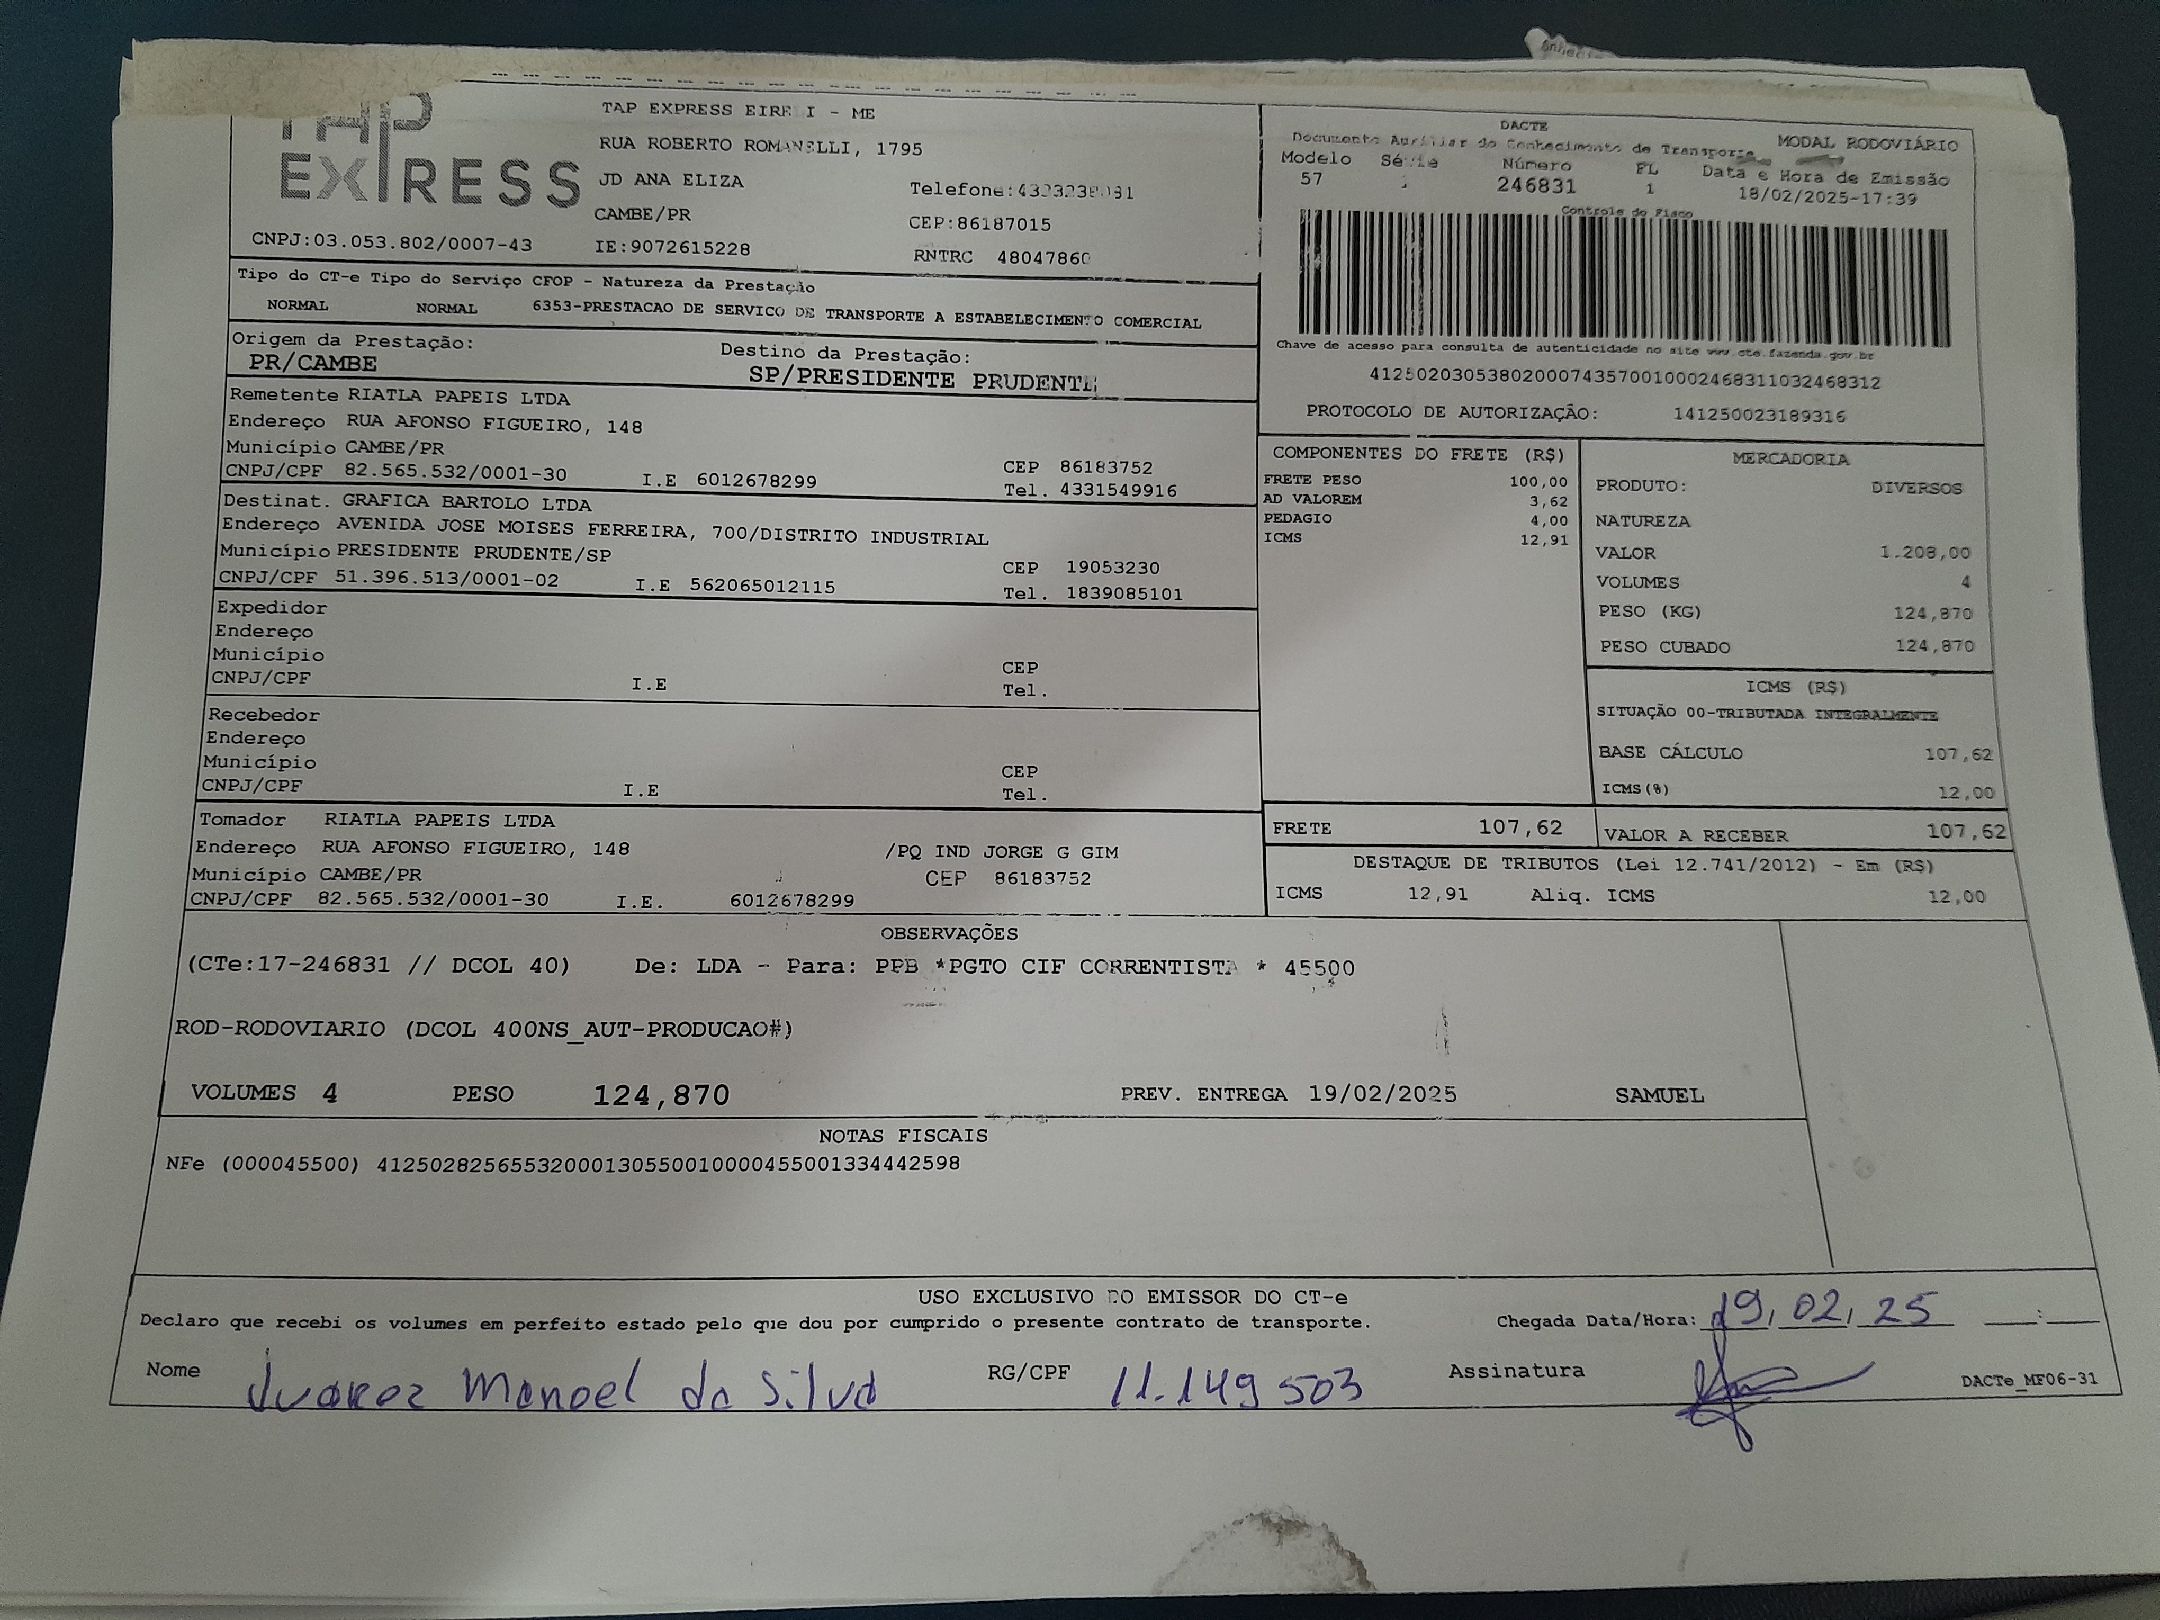 TAP
EXPRESS
TAP EXPRESS EIRELI - ME
RUA ROBERTO ROMANELLI, 1795
JD ANA ELIZA
CAMBE/PR
CNPJ:03.053.802/0007-43
IE:9072615228
CEP:86187015
RNTRC 48047860
DACTE
Documento Auxiliar do Conhecimento de Transporte
MODAL RODOVIÁRIO
Modelo Série Número FL Data e Hora de Emissão
57 246831 1 18/02/2025-17:39
Controle do Fisco
Chave de acesso para consulta de autenticidade no site www.cte.fazenda.gov.br
41250203053802000743570010002468311032468312
PROTOCOLO DE AUTORIZAÇÃO: 141250023189316
Tipo do CT-e Tipo do Serviço CFOP - Natureza da Prestação
NORMAL NORMAL 6353-PRESTACAO DE SERVICO DE TRANSPORTE A ESTABELECIMENTO COMERCIAL
Origem da Prestação:
PR/CAMBE
Destino da Prestação:
SP/PRESIDENTE PRUDENTE
Remetente RIATLA PAPEIS LTDA
Endereço RUA AFONSO FIGUEIRO, 148
Município CAMBE/PR CEP 86183752
CNPJ/CPF 82.565.532/0001-30 I.E 6012678299 Tel. 4331549916
Destinat. GRAFICA BARTOLO LTDA
Endereço AVENIDA JOSE MOISES FERREIRA, 700/DISTRITO INDUSTRIAL
Município PRESIDENTE PRUDENTE/SP CEP 19053230
CNPJ/CPF 51.396.513/0001-02 I.E 562065012115 Tel. 1839085101
Expedidor
Endereço
Município CEP
CNPJ/CPF I.E Tel.
Recebedor
Endereço
Município CEP
CNPJ/CPF I.E Tel.
Tomador RIATLA PAPEIS LTDA
Endereço RUA AFONSO FIGUEIRO, 148 /PQ IND JORGE G GIM
Município CAMBE/PR CEP 86183752
CNPJ/CPF 82.565.532/0001-30 I.E. 6012678299
COMPONENTES DO FRETE (R$)
FRETE PESO 100,00
AD VALOREM 3,62
PEDAGIO 4,00
ICMS 12,91
MERCADORIA
PRODUTO: DIVERSOS
NATUREZA
VALOR 1.208,00
VOLUMES 4
PESO (KG) 124,870
PESO CUBADO 124,870
ICMS (R$)
SITUAÇÃO 00-TRIBUTADA INTEGRALMENTE
BASE CÁLCULO 107,62
ICMS(%) 12,00
FRETE 107,62 VALOR A RECEBER 107,62
DESTAQUE DE TRIBUTOS (Lei 12.741/2012) - Em (R$)
ICMS 12,91 Aliq. ICMS 12,00
OBSERVAÇÕES
(CTe:17-246831 // DCOL 40) De: LDA - Para: PPB *PGTO CIF CORRENTISTA * 45500
ROD-RODOVIARIO (DCOL 400NS_AUT-PRODUCAO#)
VOLUMES 4 PESO 124,870 PREV. ENTREGA 19/02/2025 SAMUEL
NOTAS FISCAIS
NFe (000045500) 41250282565532000130550010000455001334442598
USO EXCLUSIVO DO EMISSOR DO CT-e
Declaro que recebi os volumes em perfeito estado pelo que dou por cumprido o presente contrato de transporte. Chegada Data/Hora: 19, 02, 25 :
Nome Juarez Manoel da Silva RG/CPF 11.149 503 Assinatura
DACTe_MF06-31